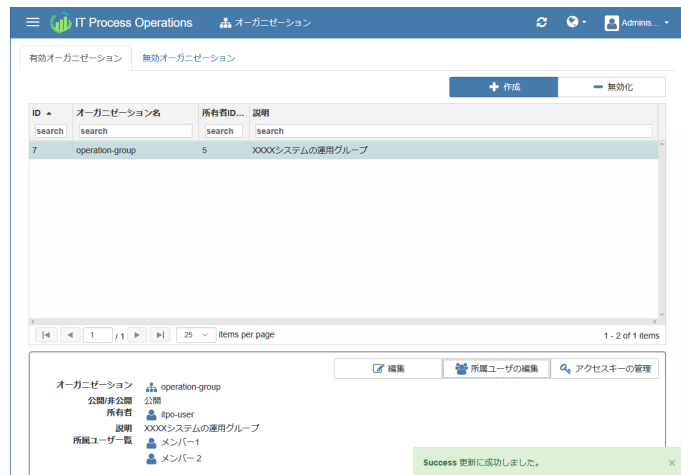 IT Process Operations オーガニゼーション Adminis...
有効オーガニゼーション 無効オーガニゼーション
作成 無効化
ID オーガニゼーション名 所有者ID... 説明
search search search search
7 operation-group 5 XXXXシステムの運用グループ
1 / 1 25 items per page 1 - 2 of 1 items
編集 所属ユーザの編集 アクセスキーの管理
オーガニゼーション operation-group
公開/非公開 公開
所有者 itpo-user
説明 XXXXシステムの運用グループ
所属ユーザ一覧 メンバー1
メンバー2
Success 更新に成功しました。 ×